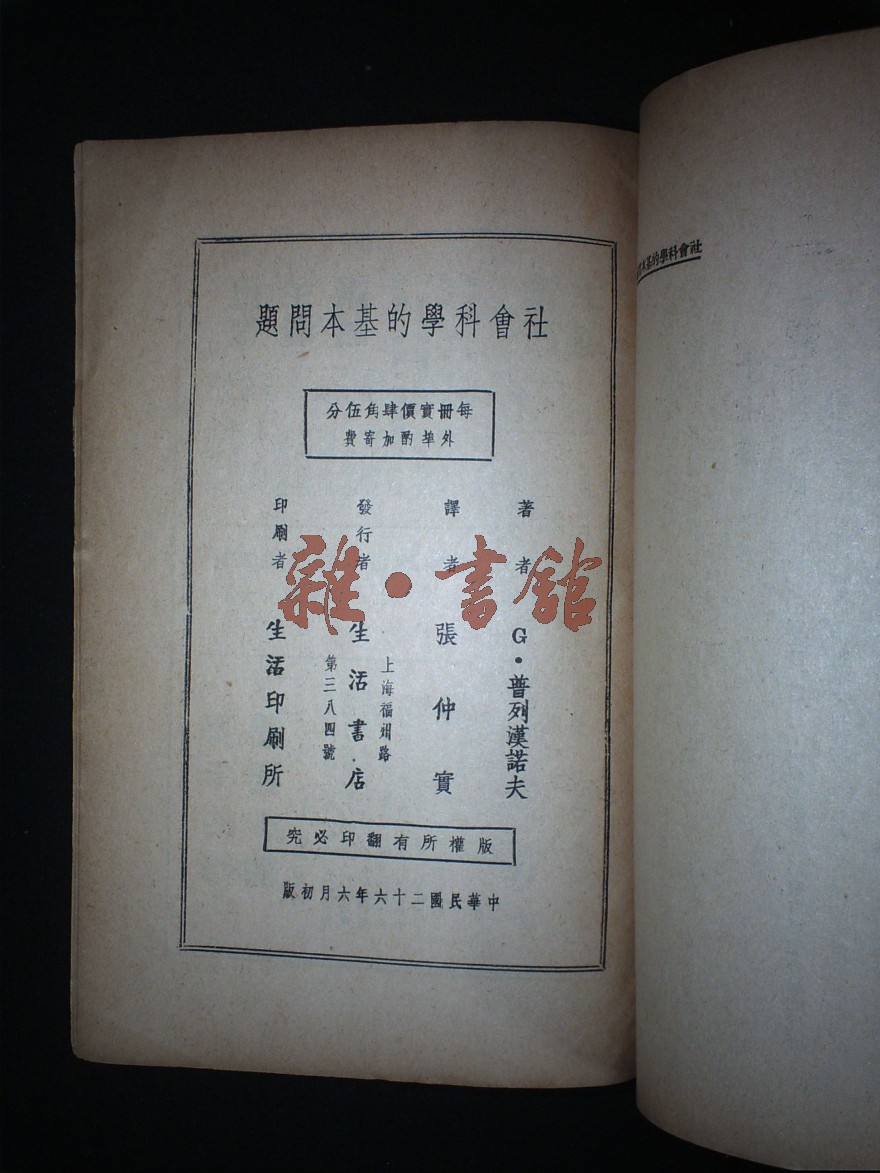 社會科學的基本問題
每冊實價肆角伍分
外埠酌加寄費
著者 G・普列漢諾夫
譯者 張仲實
發行者 生活書店
上海福州路
第三八四號
印刷者 生活印刷所
版權所有翻印必究
中華民國二十六年六月初版
雜・書館
社會科學的基本